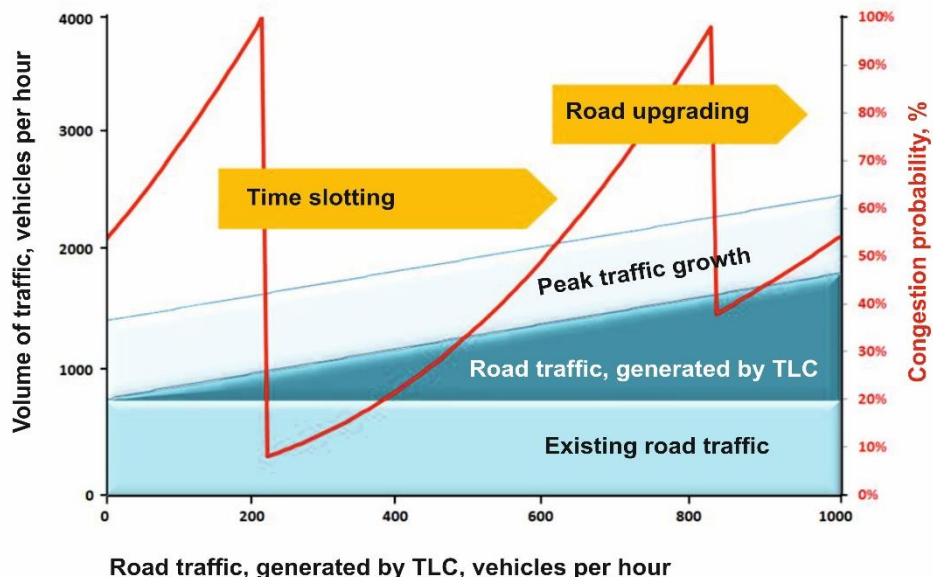 Volume of traffic, vehicles per hour
4000
3000
2000
1000
0
0
200
400
600
800
1000
Road traffic, generated by TLC, vehicles per hour
Time slotting
Road upgrading
Peak traffic growth
Road traffic, generated by TLC
Existing road traffic
100%
90%
80%
70%
60%
50%
40%
30%
20%
10%
0%
Congestion probability, %